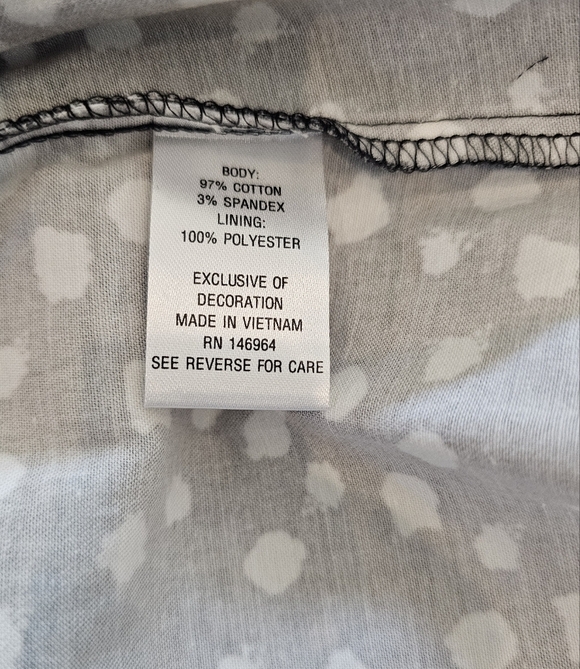 BODY:
97% COTTON
3% SPANDEX
LINING:
100% POLYESTER
EXCLUSIVE OF
DECORATION
MADE IN VIETNAM
RN 146964
SEE REVERSE FOR CARE